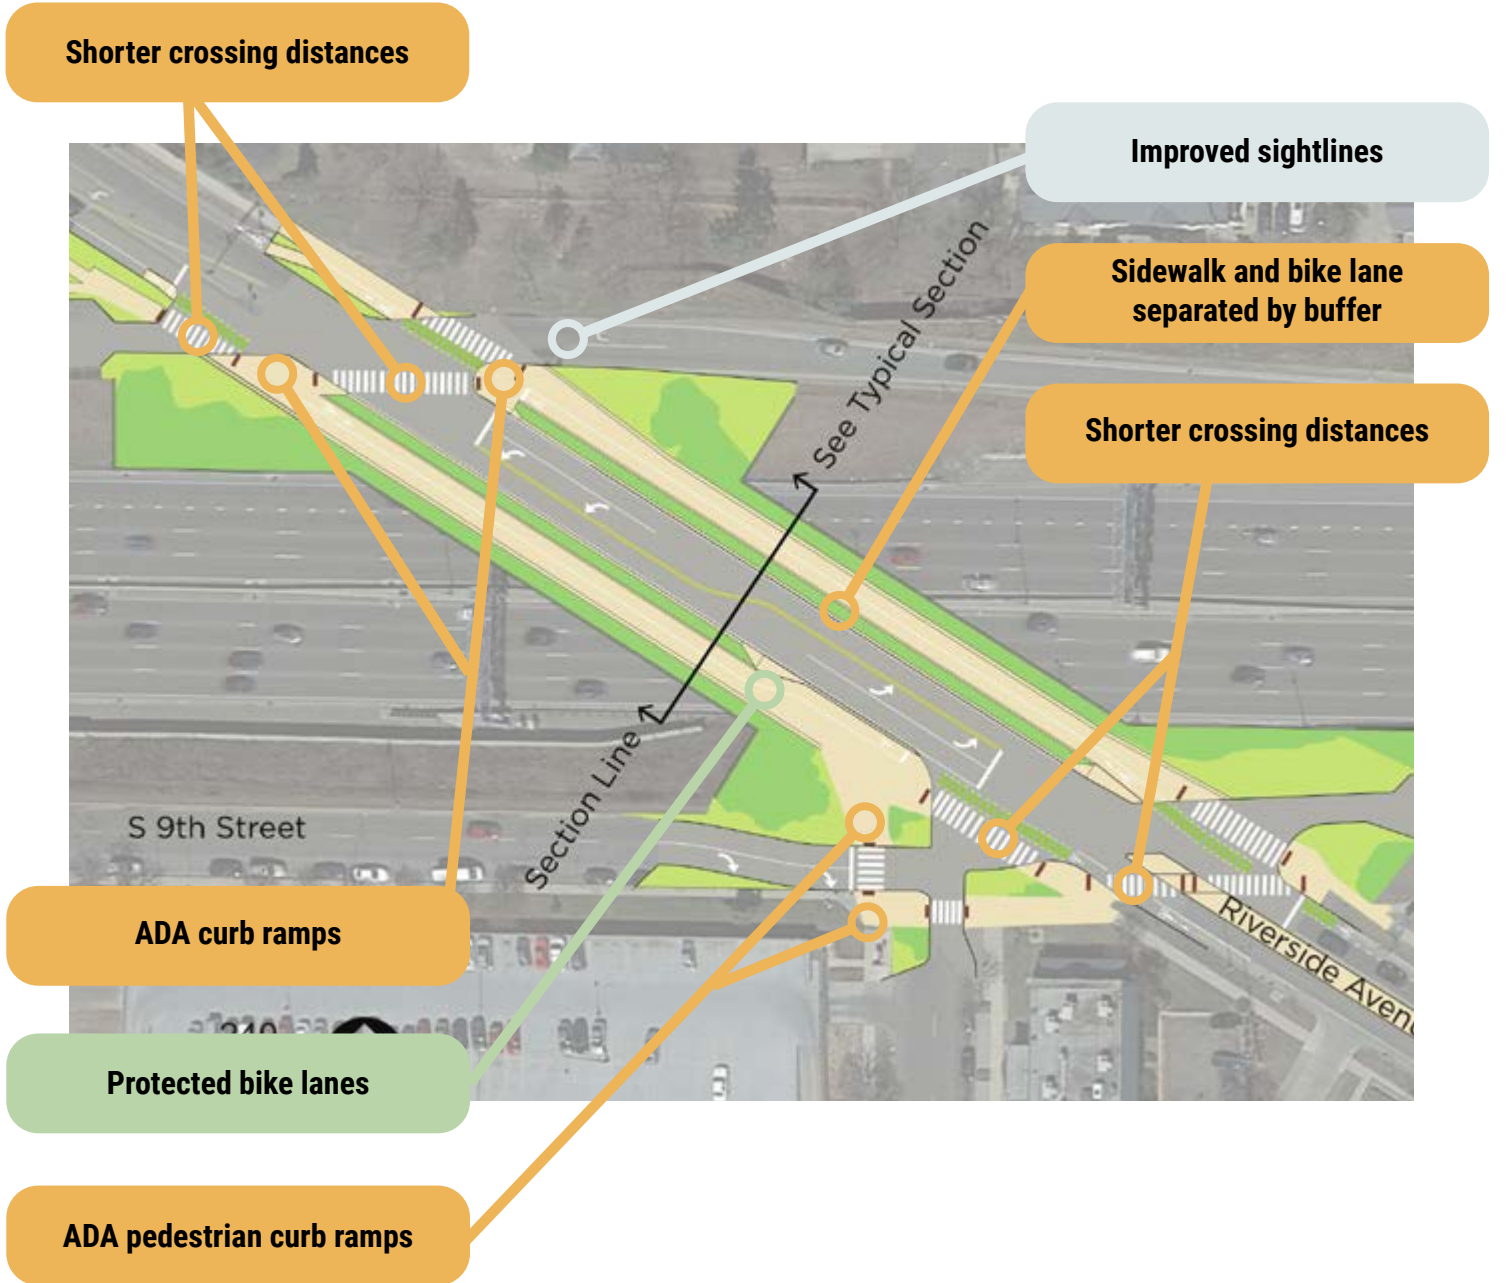 Shorter crossing distances
Improved sightlines
Sidewalk and bike lane
separated by buffer
See Typical Section
Shorter crossing distances
Section Line
S 9th Street
Riverside Aven
ADA curb ramps
Protected bike lanes
ADA pedestrian curb ramps